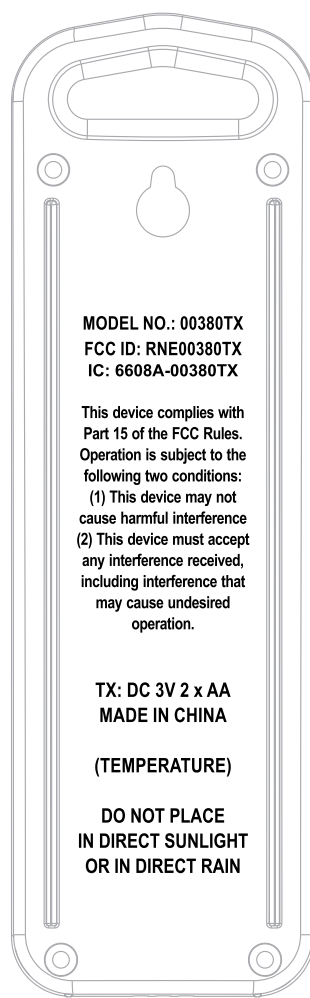 MODEL NO.: 00380TX
FCC ID: RNE00380TX
IC: 6608A-00380TX
This device complies with
Part 15 of the FCC Rules.
Operation is subject to the
following two conditions:
(1) This device may not
cause harmful interference
(2) This device must accept
any interference received,
including interference that
may cause undesired
operation.
TX: DC 3V 2 x AA
MADE IN CHINA
(TEMPERATURE)
DO NOT PLACE
IN DIRECT SUNLIGHT
OR IN DIRECT RAIN